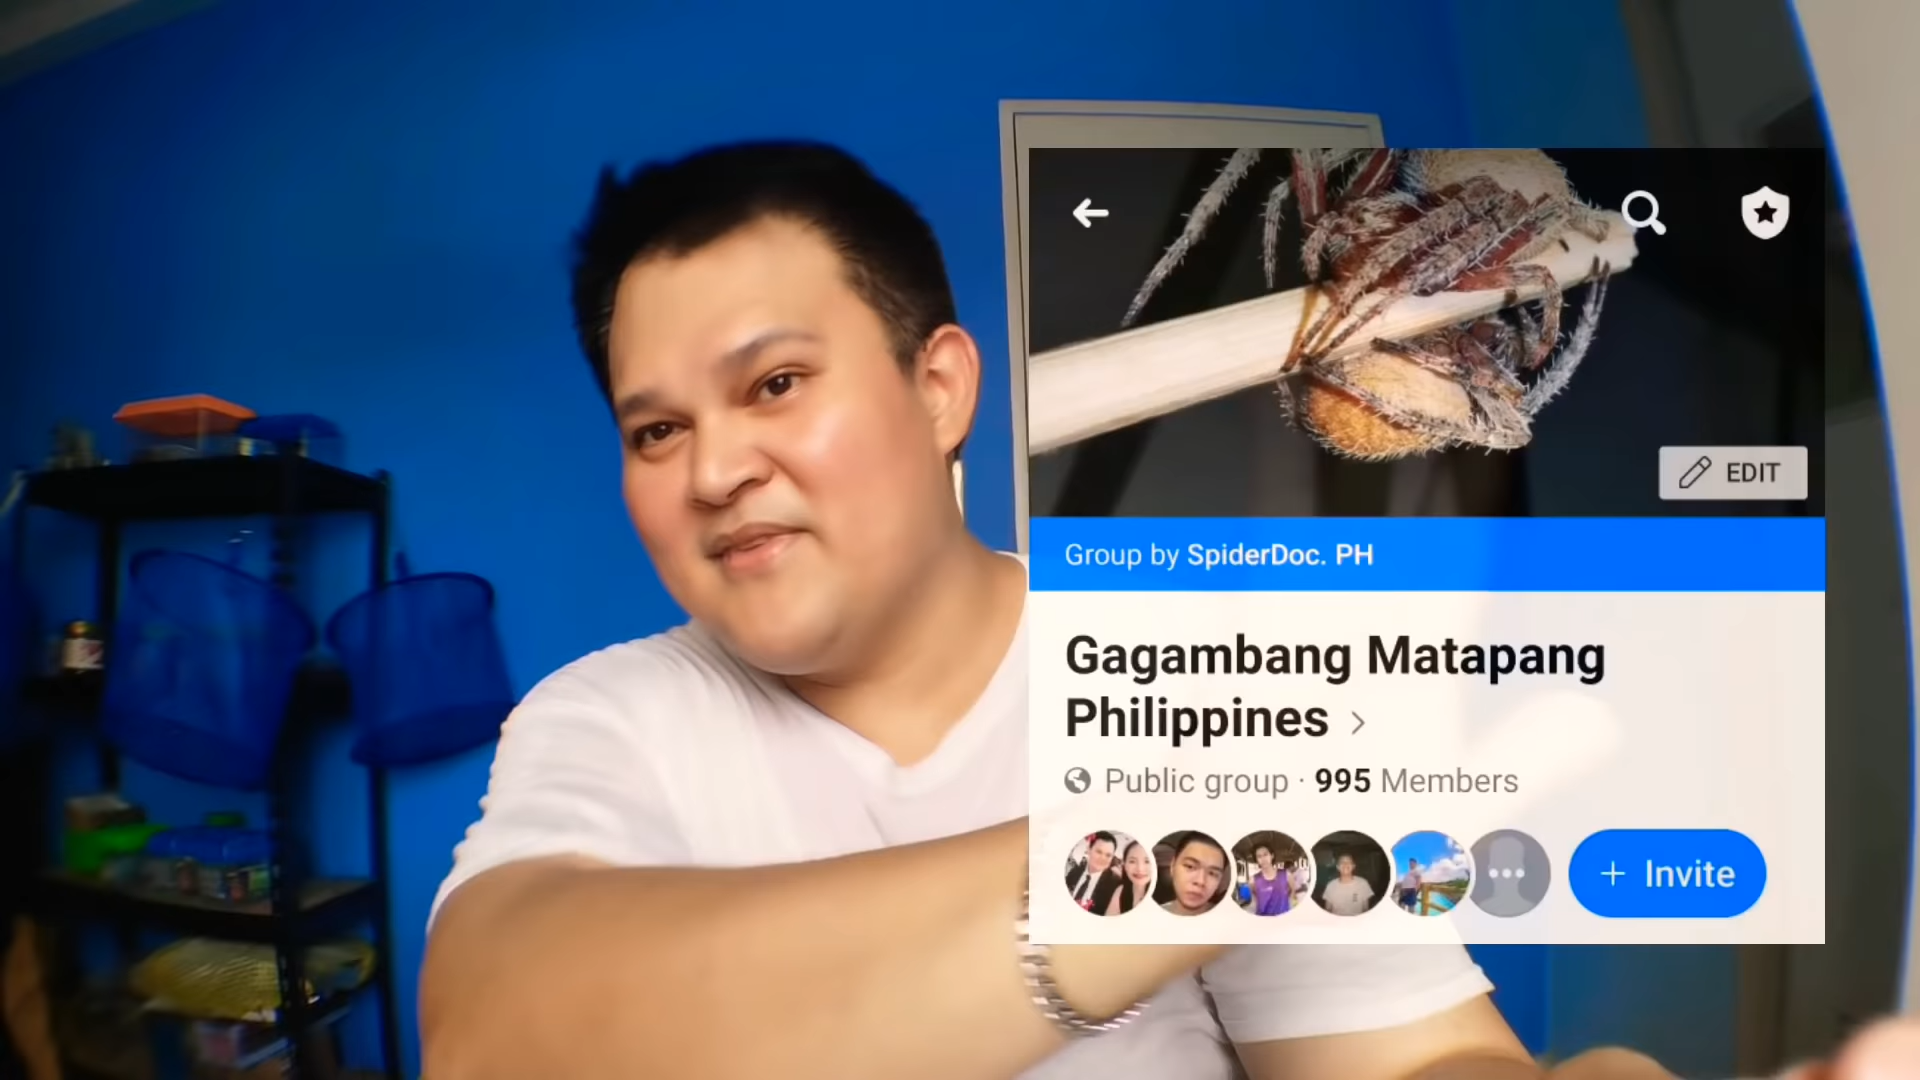 EDIT
Group by SpiderDoc. PH
Gagambang Matapang
Philippines >
Public group · 995 Members
+ Invite